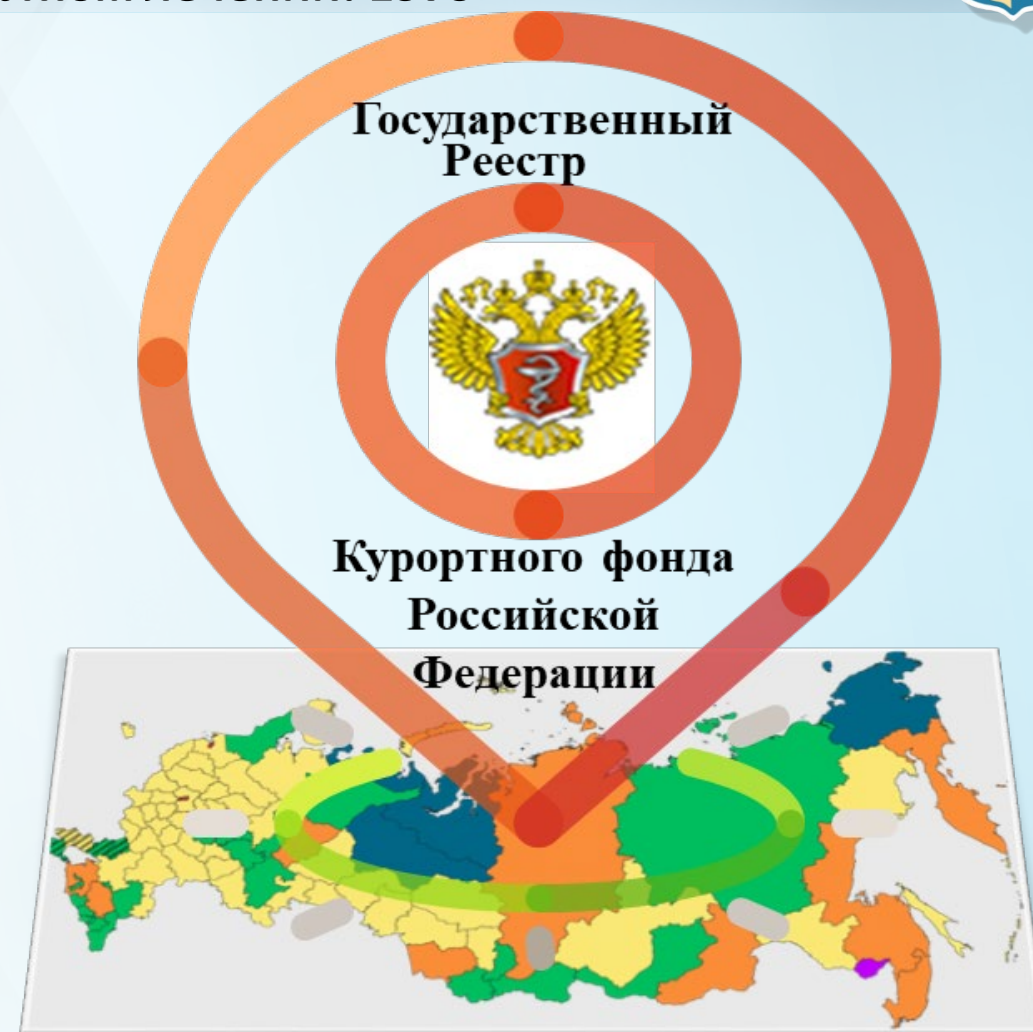 Государственный
Реестр
Курортного фонда
Российской
Федерации